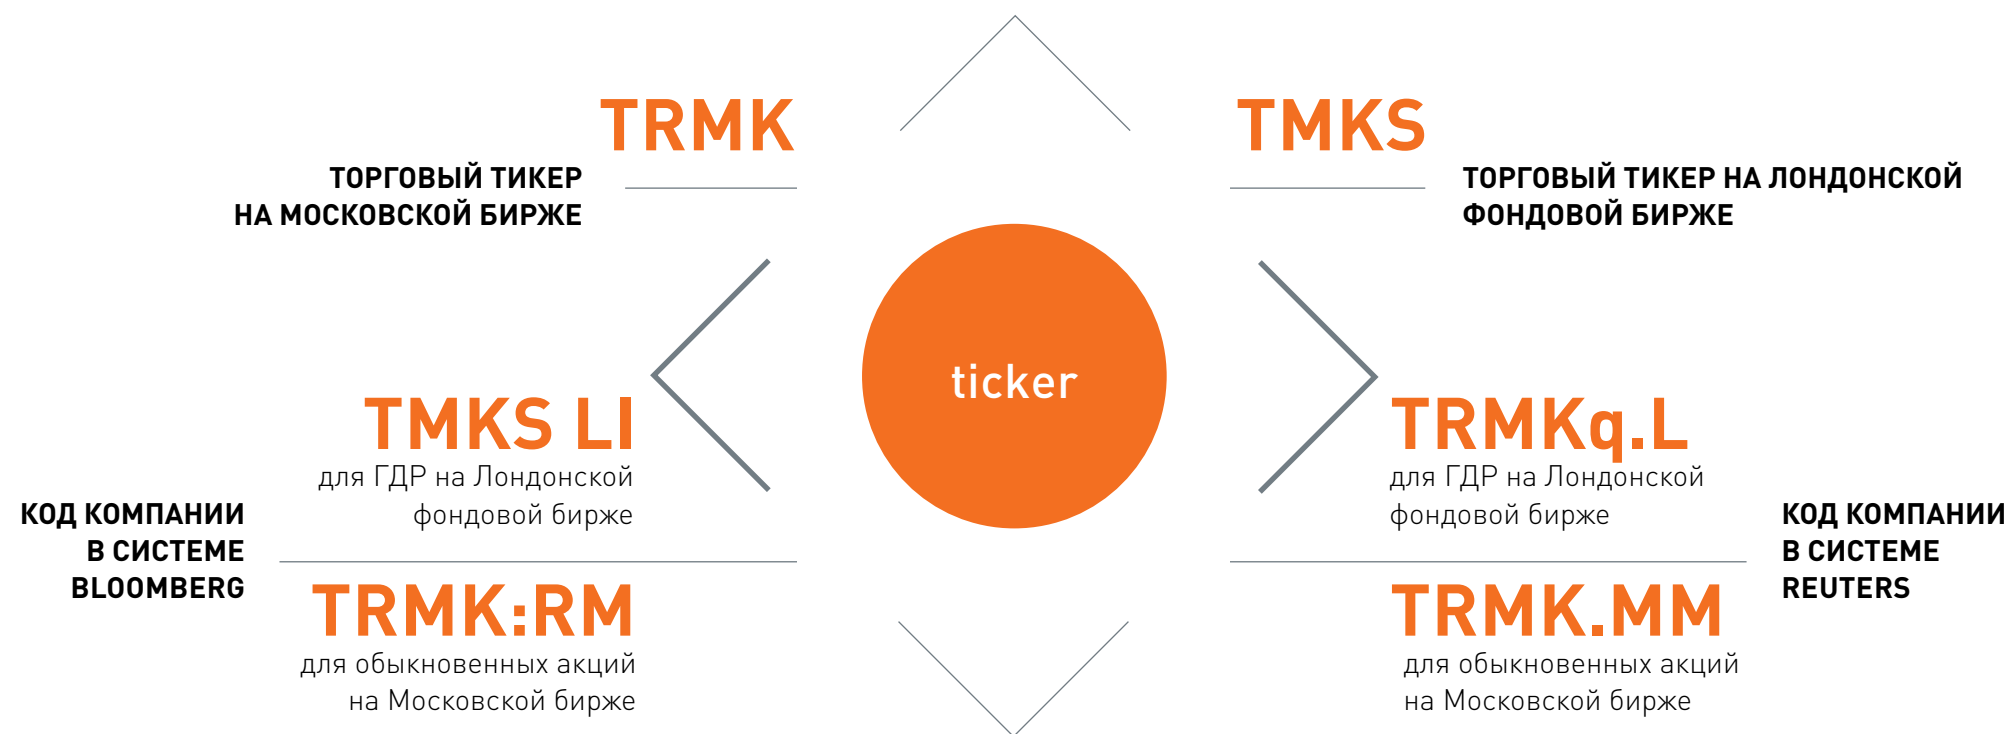 TRMK
ТОРГОВЫЙ ТИКЕР
НА МОСКОВСКОЙ БИРЖЕ
TMKS
ТОРГОВЫЙ ТИКЕР НА ЛОНДОНСКОЙ
ФОНДОВОЙ БИРЖЕ
ticker
TMKS LI
для ГДР на Лондонской
фондовой бирже
КОД КОМПАНИИ
В СИСТЕМЕ
BLOOMBERG
TRMK:RM
для обыкновенных акций
на Московской бирже
TRMKq.L
для ГДР на Лондонской
фондовой бирже
КОД КОМПАНИИ
В СИСТЕМЕ
REUTERS
TRMK.MM
для обыкновенных акций
на Московской бирже